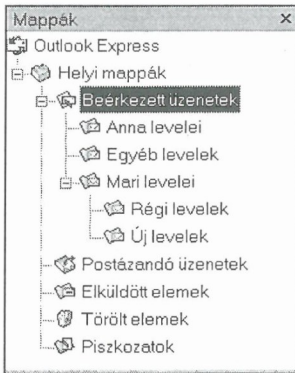 Mappák
Outlook Express
Helyi mappák
Beérkezett üzenetek
Anna levelei
Egyéb levelek
Mari levelei
Régi levelek
Új levelek
Postázandó üzenetek
Elküldött elemek
Törölt elemek
Piszkozatok